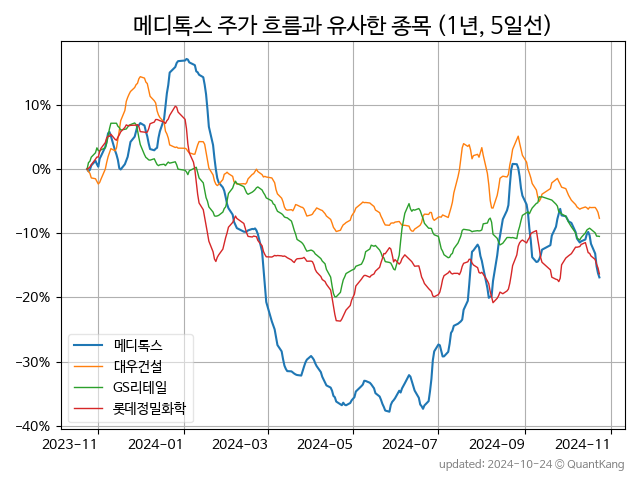 메디톡스 주가 흐름과 유사한 종목 (1년, 5일선)
10%
0%
−10%
−20%
−30%
−40%
메디톡스
대우건설
GS리테일
롯데정밀화학
2023-11
2024-01
2024-03
2024-05
2024-07
2024-09
2024-11
updated: 2024-10-24 © QuantKang